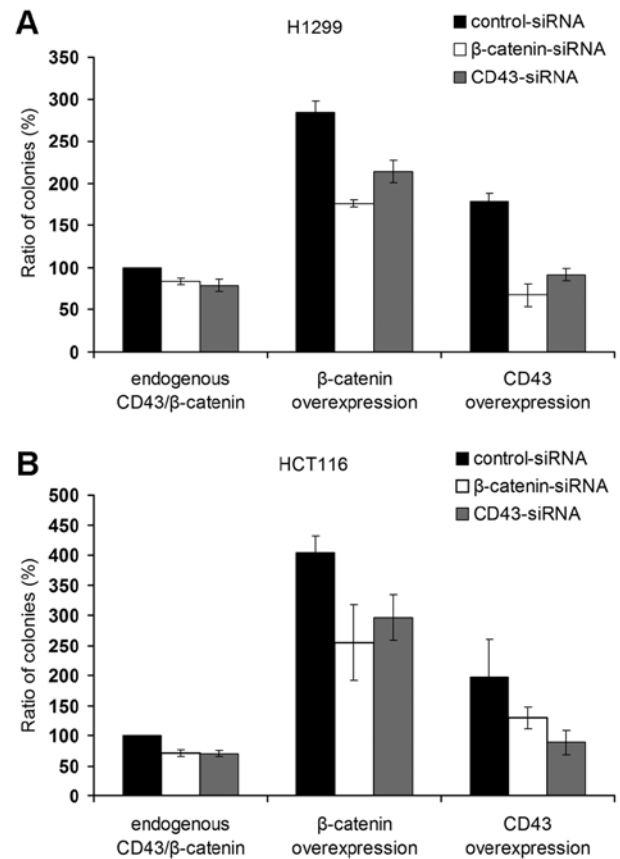 A
H1299
control-siRNA
β-catenin-siRNA
CD43-siRNA
Ratio of colonies (%)
350
300
250
200
150
100
50
0
endogenous
CD43/β-catenin
β-catenin
overexpression
CD43
overexpression
B
HCT116
control-siRNA
β-catenin-siRNA
CD43-siRNA
Ratio of colonies (%)
500
450
400
350
300
250
200
150
100
50
0
endogenous
CD43/β-catenin
β-catenin
overexpression
CD43
overexpression